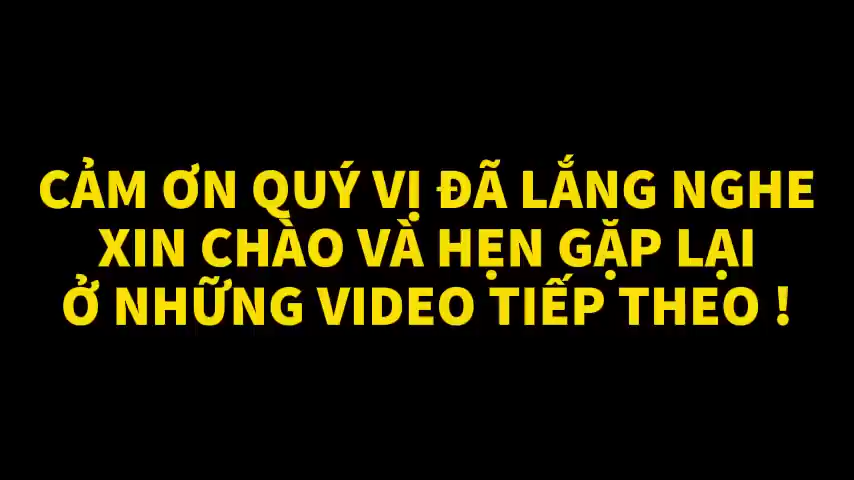 CẢM ƠN QUÝ VỊ ĐÃ LẮNG NGHE
XIN CHÀO VÀ HẸN GẶP LẠI
Ở NHỮNG VIDEO TIẾP THEO !